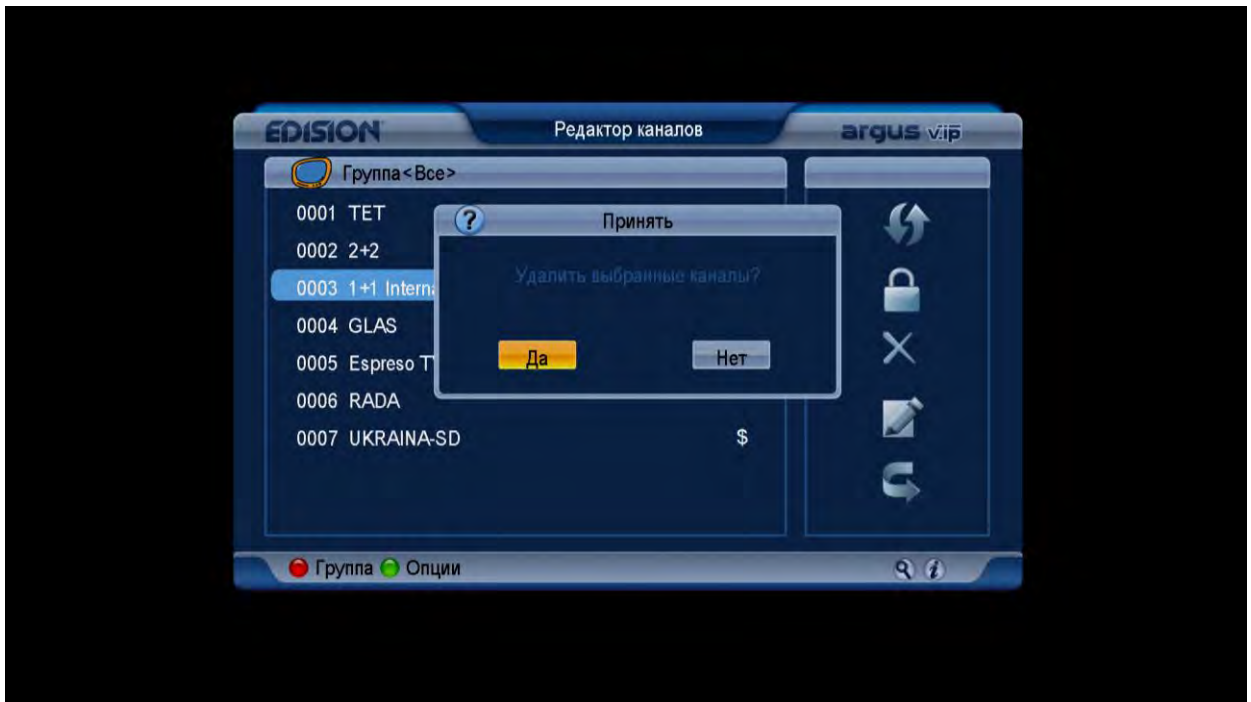 EDISION
Редактор каналов
argus v.ip
Группа<Все>
0001 TET
0002 2+2
0003 1+1 Interna
0004 GLAS
0005 Espreso T
0006 RADA
0007 UKRAINA-SD $
Принять
Удалить выбранные каналы?
Да Нет
Группа Опции